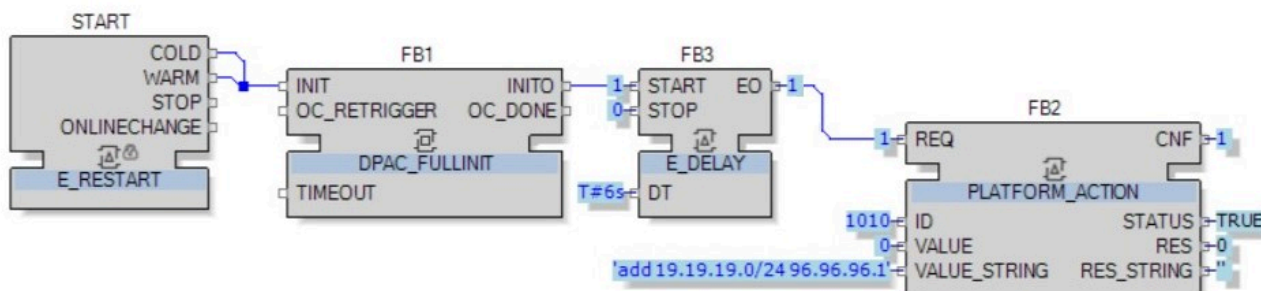 START
COLD
WARM
STOP
ONLINECHANGE
E_RESTART
FB1
INIT INITO
OC_RETRIGGER OC_DONE
DPAC_FULLINIT
TIMEOUT
FB3
1 START EO 1
0 STOP
E_DELAY
T#6s DT
FB2
1 REQ CNF 1
PLATFORM_ACTION
1010 ID STATUS TRUE
0 VALUE RES 0
'add 19.19.19.0/24 96.96.96.1' VALUE_STRING RES_STRING ''